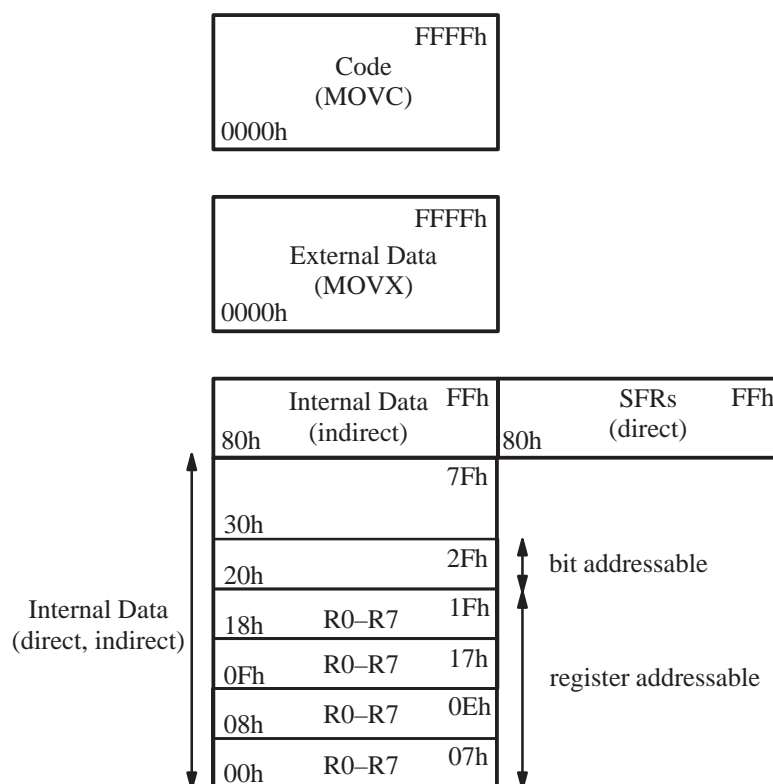 FFFFh
Code
(MOVC)
0000h
FFFFh
External Data
(MOVX)
0000h
Internal Data FFh
(indirect)
80h
SFRs FFh
(direct)
80h
7Fh
30h
2Fh
20h
bit addressable
1Fh
18h R0–R7
17h
0Fh R0–R7
0Eh
08h R0–R7
07h
00h R0–R7
Internal Data
(direct, indirect)
register addressable